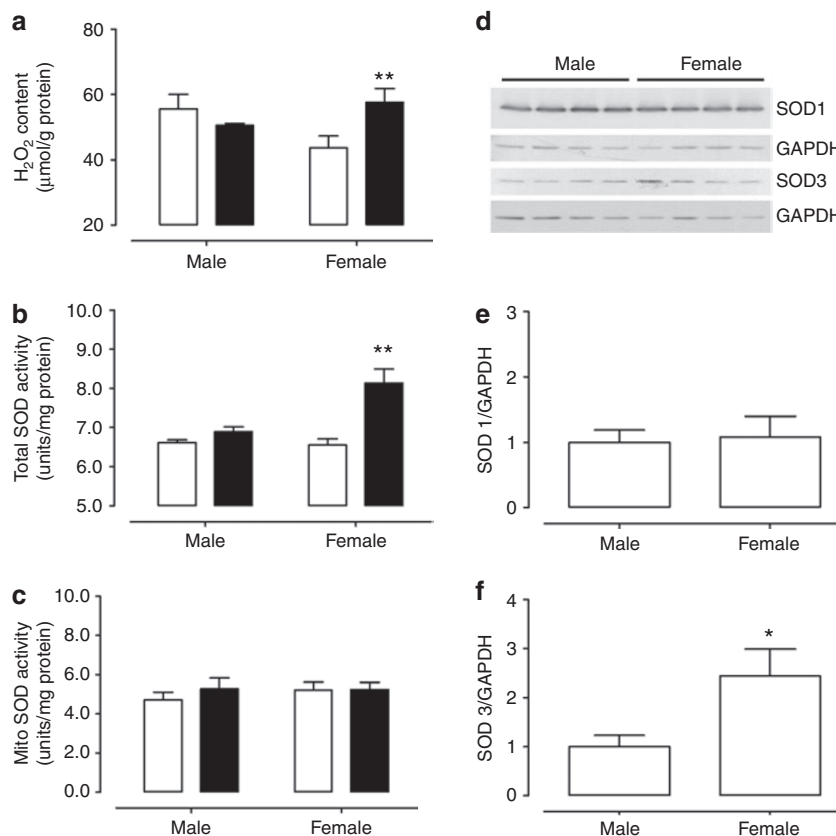 a
H2O2 content
(μmol/g protein)
80
60
40
20
**
Male Female
b
Total SOD activity
(units/mg protein)
10.0
9.0
8.0
7.0
6.0
5.0
**
Male Female
c
Mito SOD activity
(units/mg protein)
10.0
8.0
6.0
4.0
2.0
0.0
Male Female
d
Male Female
SOD1
GAPDH
SOD3
GAPDH
e
SOD 1/GAPDH
3
2
1
0
Male Female
f
SOD 3/GAPDH
4
3
2
1
0
*
Male Female